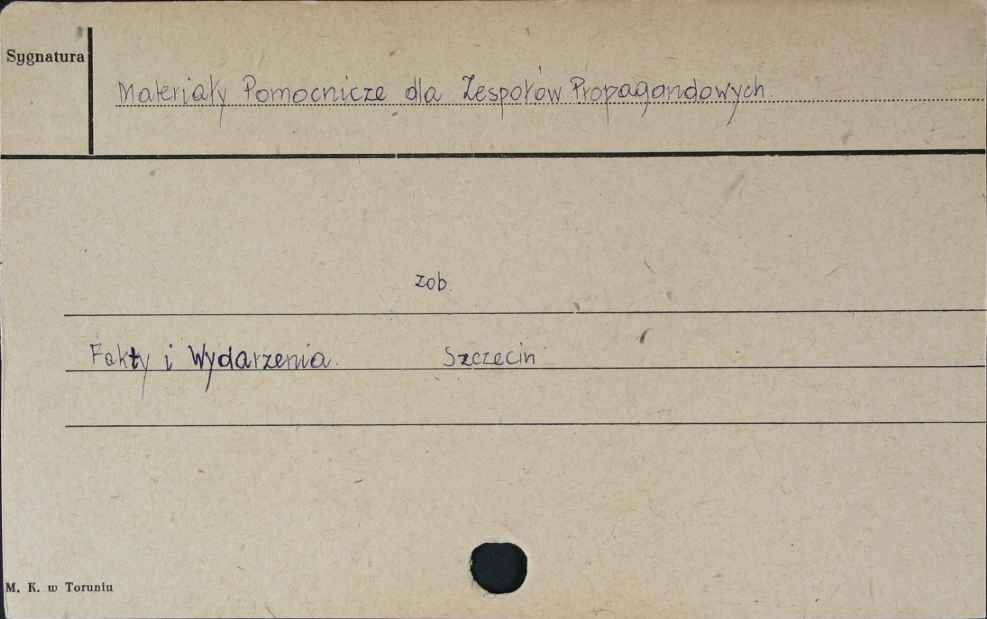 Sygnatura
Materiały Pomocnicze dla Zespołów Propagandowych.
zob.
Fakty i Wydarzenia. Szczecin
M. K. w Toruniu